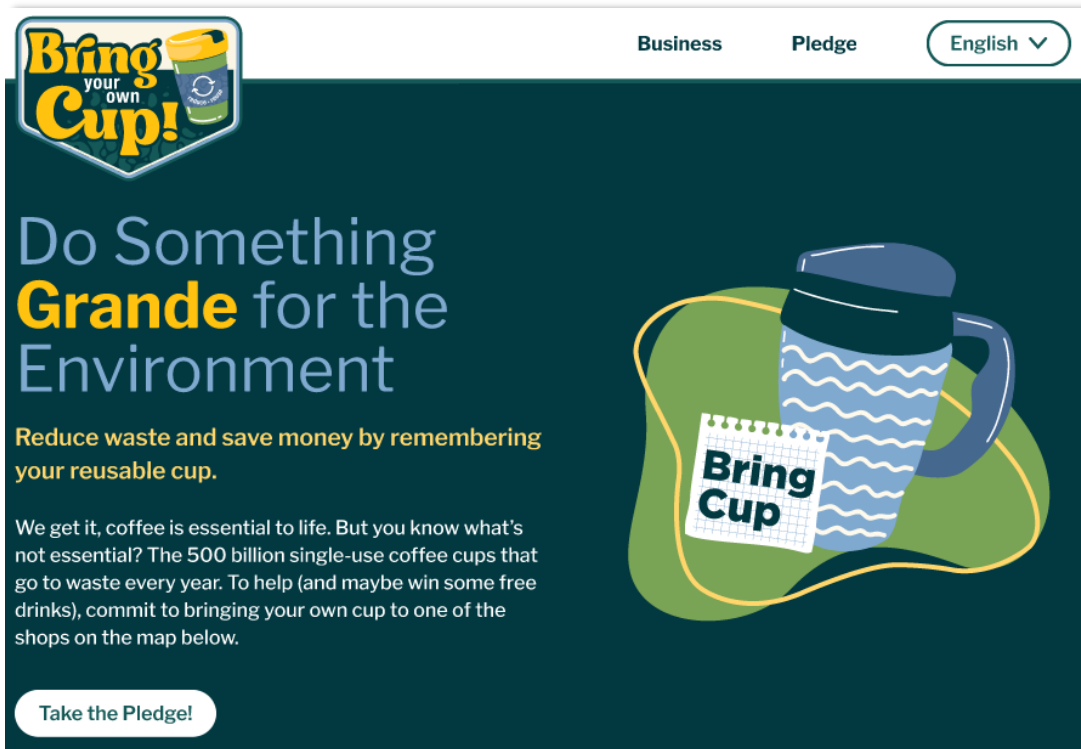 Bring
your
own
Cup!
reduce • reuse
Business
Pledge
English
Do Something
Grande for the
Environment
Reduce waste and save money by remembering
your reusable cup.
We get it, coffee is essential to life. But you know what's
not essential? The 500 billion single-use coffee cups that
go to waste every year. To help (and maybe win some free
drinks), commit to bringing your own cup to one of the
shops on the map below.
Take the Pledge!
Bring
Cup